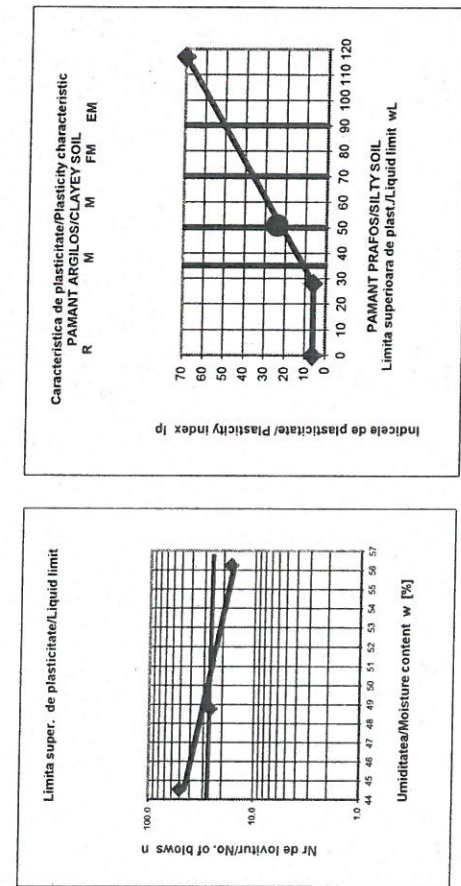 Limita super. de plasticitate/Liquid limit
Nr de lovitur/No. of blows n
100.0
10.0
1.0
44 45 46 47 48 49 50 51 52 53 54 55 56 57
Umiditatea/Moisture content w [%]
Caracteristica de plasticitate/Plasticity characteristic
PAMANT ARGILOS/CLAYEY SOIL
R M M FM EM
Indicele de plasticitate/ Plasticity index Ip
70
60
50
40
30
20
10
0
0 10 20 30 40 50 60 70 80 90 100 110 120
PAMANT PRAFOS/SILTY SOIL
Limita superioara de plast./Liquid limit wL